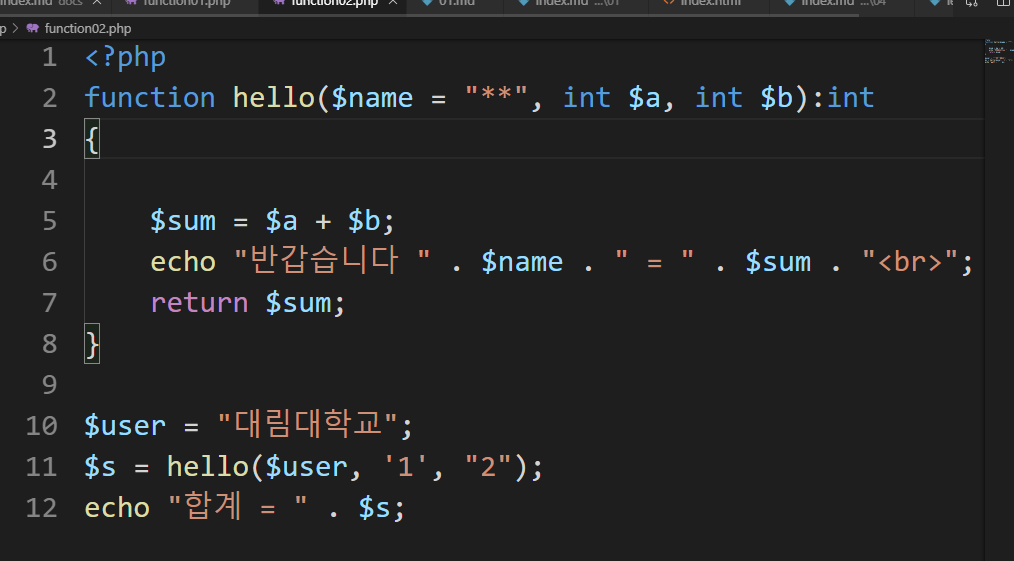 index.md docs function01.php function02.php 01.md index.md ...\01 index.html index.md ...\04
p > function02.php
1 <?php
2 function hello($name = "**", int $a, int $b):int
3 {
4
5 $sum = $a + $b;
6 echo "반갑습니다 " . $name . " = " . $sum . "<br>";
7 return $sum;
8 }
9
10 $user = "대림대학교";
11 $s = hello($user, '1', "2");
12 echo "합계 = " . $s;